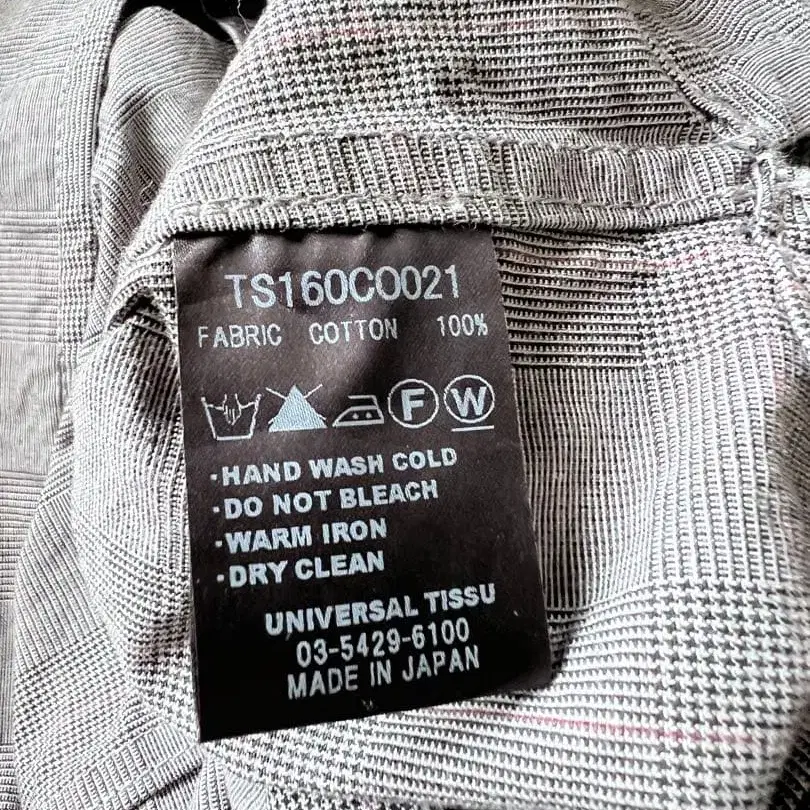 TS160CO021
FABRIC COTTON 100%
F W
·HAND WASH COLD
·DO NOT BLEACH
·WARM IRON
·DRY CLEAN
UNIVERSAL TISSU
03-5429-6100
MADE IN JAPAN